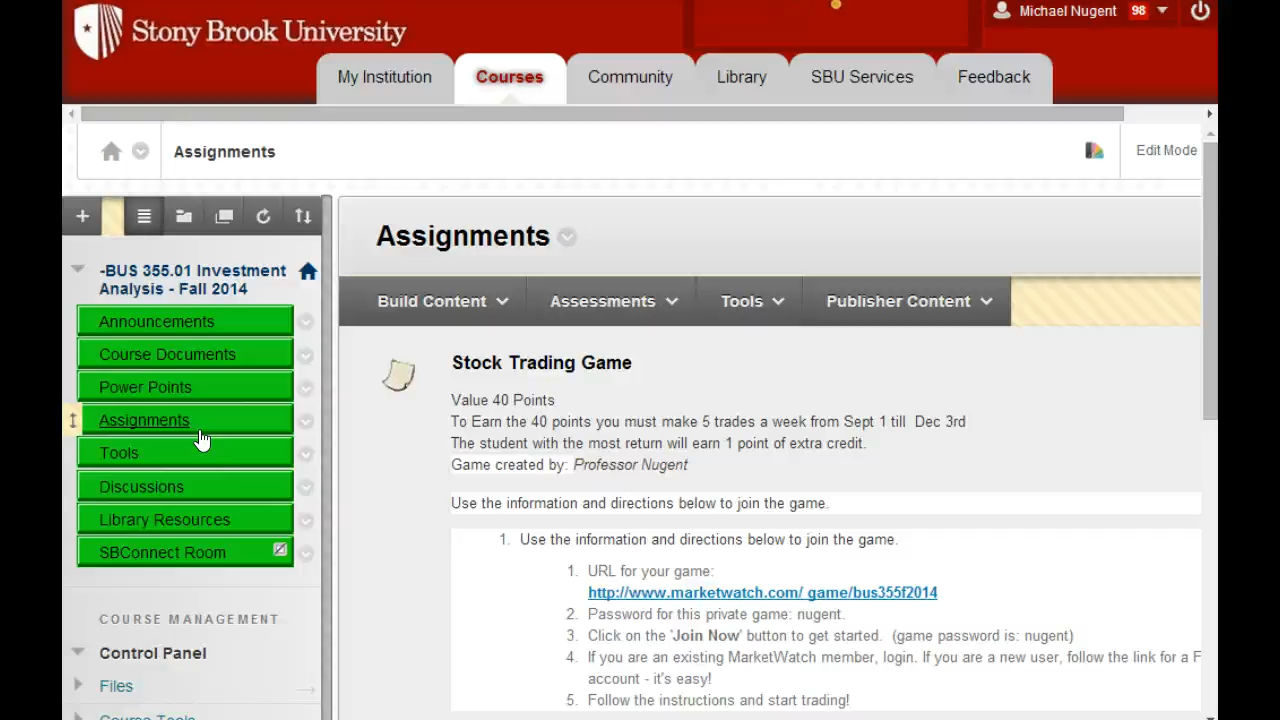 Stony Brook University
Michael Nugent 98
My Institution Courses Community Library SBU Services Feedback
Assignments
Edit Mode
-BUS 355.01 Investment
Analysis - Fall 2014
Announcements
Course Documents
Power Points
Assignments
Tools
Discussions
Library Resources
SBConnect Room
COURSE MANAGEMENT
Control Panel
Files
Course Tools
Assignments
Build Content Assessments Tools Publisher Content
Stock Trading Game
Value 40 Points
To Earn the 40 points you must make 5 trades a week from Sept 1 till Dec 3rd
The student with the most return will earn 1 point of extra credit.
Game created by: Professor Nugent
Use the information and directions below to join the game.
1. Use the information and directions below to join the game.
1. URL for your game:
http://www.marketwatch.com/ game/bus355f2014
2. Password for this private game: nugent.
3. Click on the 'Join Now' button to get started. (game password is: nugent)
4. If you are an existing MarketWatch member, login. If you are a new user, follow the link for a F
account - it's easy!
5. Follow the instructions and start trading!